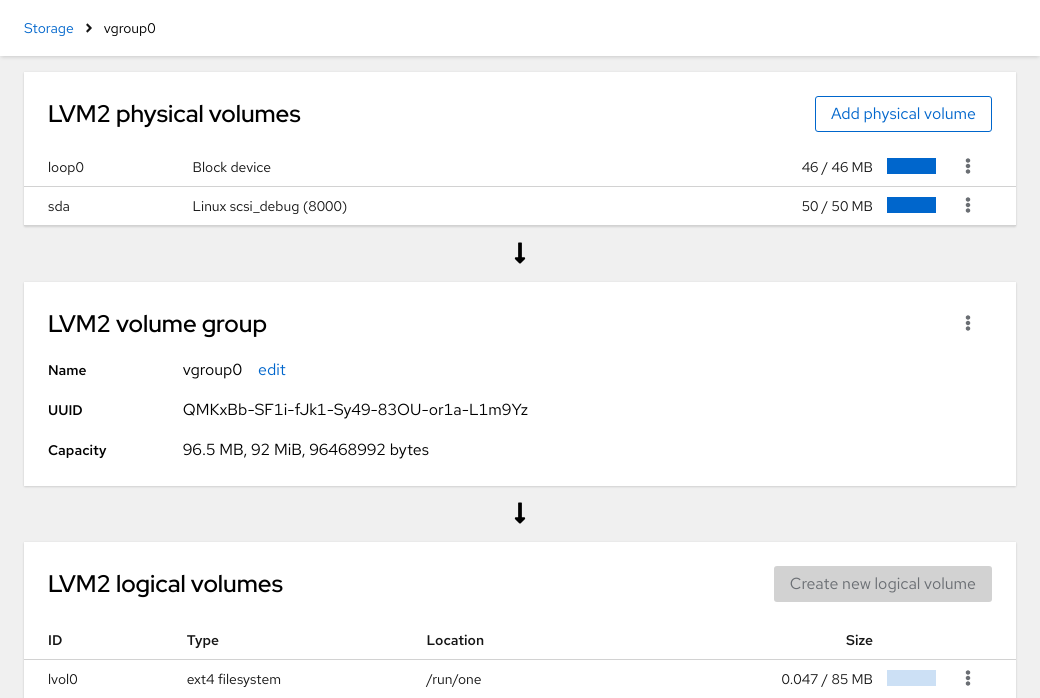 Storage > vgroup0
LVM2 physical volumes
Add physical volume
loop0 Block device 46 / 46 MB
sda Linux scsi_debug (8000) 50 / 50 MB
LVM2 volume group
Name vgroup0 edit
UUID QMKxBb-SF1i-fJk1-Sy49-83OU-or1a-L1m9Yz
Capacity 96.5 MB, 92 MiB, 96468992 bytes
LVM2 logical volumes
Create new logical volume
ID Type Location Size
lvol0 ext4 filesystem /run/one 0.047 / 85 MB